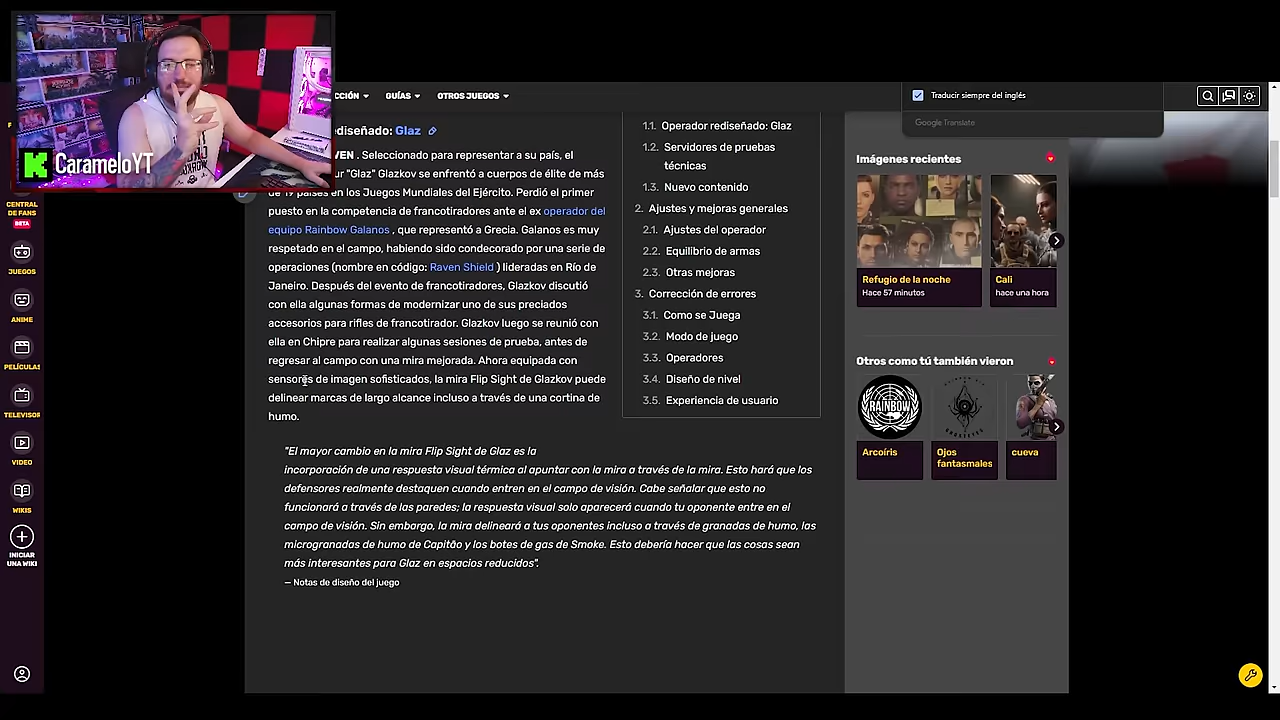 CarameloYT
CENTRAL
DE FANS
BETA
JUEGOS
ANIME
PELÍCULAS
TELEVISOR
VIDEO
WIKIS
INICIAR
UNA WIKI
CCIÓN
GUÍAS
OTROS JUEGOS
Traducir siempre del inglés
Google Translate
ediseñado: Glaz
VEN . Seleccionado para representar a su país, el
ur "Glaz" Glazkov se enfrentó a cuerpos de élite de más
de 19 países en los Juegos Mundiales del Ejército. Perdió el primer
puesto en la competencia de francotiradores ante el ex operador del
equipo Rainbow Galanos , que representó a Grecia. Galanos es muy
respetado en el campo, habiendo sido condecorado por una serie de
operaciones (nombre en código: Raven Shield ) lideradas en Río de
Janeiro. Después del evento de francotiradores, Glazkov discutió
con ella algunas formas de modernizar uno de sus preciados
accesorios para rifles de francotirador. Glazkov luego se reunió con
ella en Chipre para realizar algunas sesiones de prueba, antes de
regresar al campo con una mira mejorada. Ahora equipada con
sensores de imagen sofisticados, la mira Flip Sight de Glazkov puede
delinear marcas de largo alcance incluso a través de una cortina de
humo.
1.1. Operador rediseñado: Glaz
1.2. Servidores de pruebas
técnicas
1.3. Nuevo contenido
2. Ajustes y mejoras generales
2.1. Ajustes del operador
2.2. Equilibrio de armas
2.3. Otras mejoras
3. Corrección de errores
3.1. Como se Juega
3.2. Modo de juego
3.3. Operadores
3.4. Diseño de nivel
3.5. Experiencia de usuario
"El mayor cambio en la mira Flip Sight de Glaz es la
incorporación de una respuesta visual térmica al apuntar con la mira a través de la mira. Esto hará que los
defensores realmente destaquen cuando entren en el campo de visión. Cabe señalar que esto no
funcionará a través de las paredes; la respuesta visual solo aparecerá cuando tu oponente entre en el
campo de visión. Sin embargo, la mira delineará a tus oponentes incluso a través de granadas de humo, las
microgranadas de humo de Capitão y los botes de gas de Smoke. Esto debería hacer que las cosas sean
más interesantes para Glaz en espacios reducidos".
— Notas de diseño del juego
Imágenes recientes
Refugio de la noche
Hace 57 minutos
Cali
hace una hora
Otros como tú también vieron
RAINBOW
Arcoíris
Ojos
fantasmales
cueva